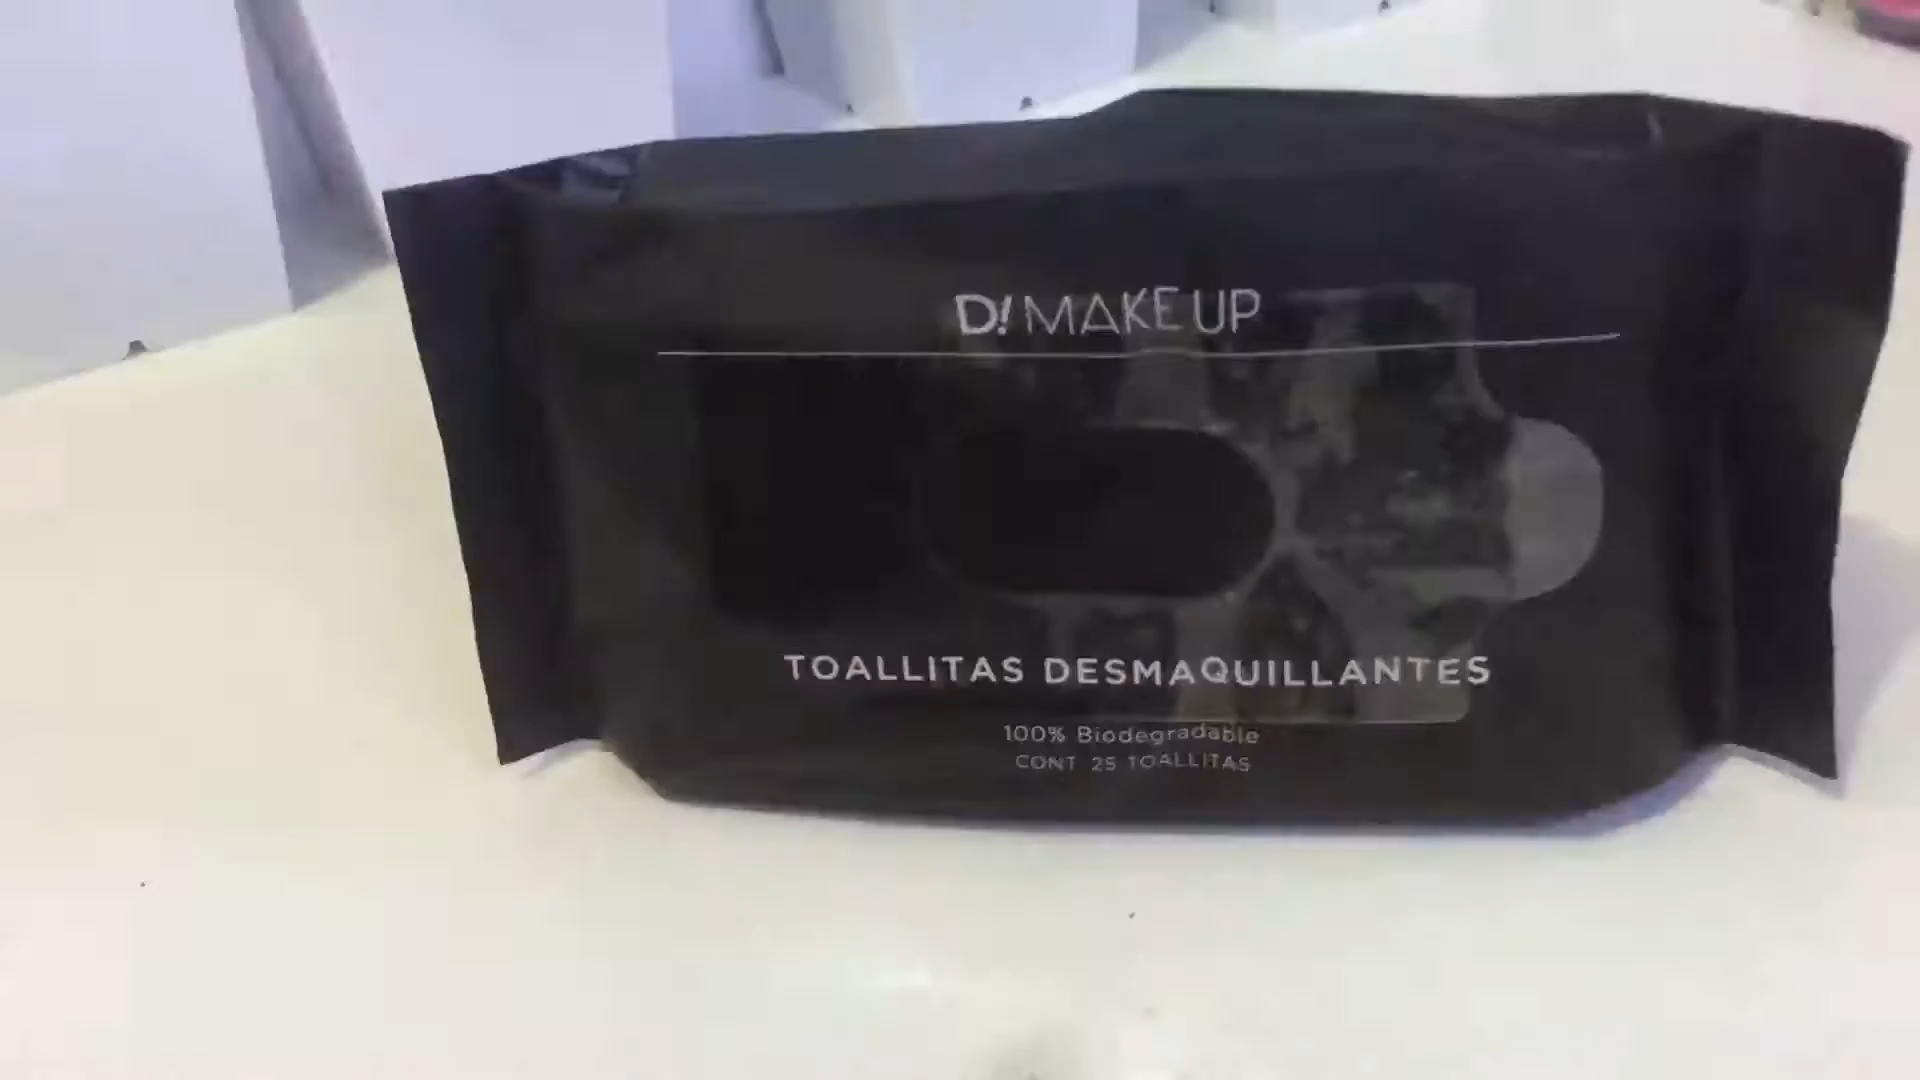 D! MAKE UP
TOALLITAS DESMAQUILLANTES
100% Biodegradable
CONT 25 TOALLITAS